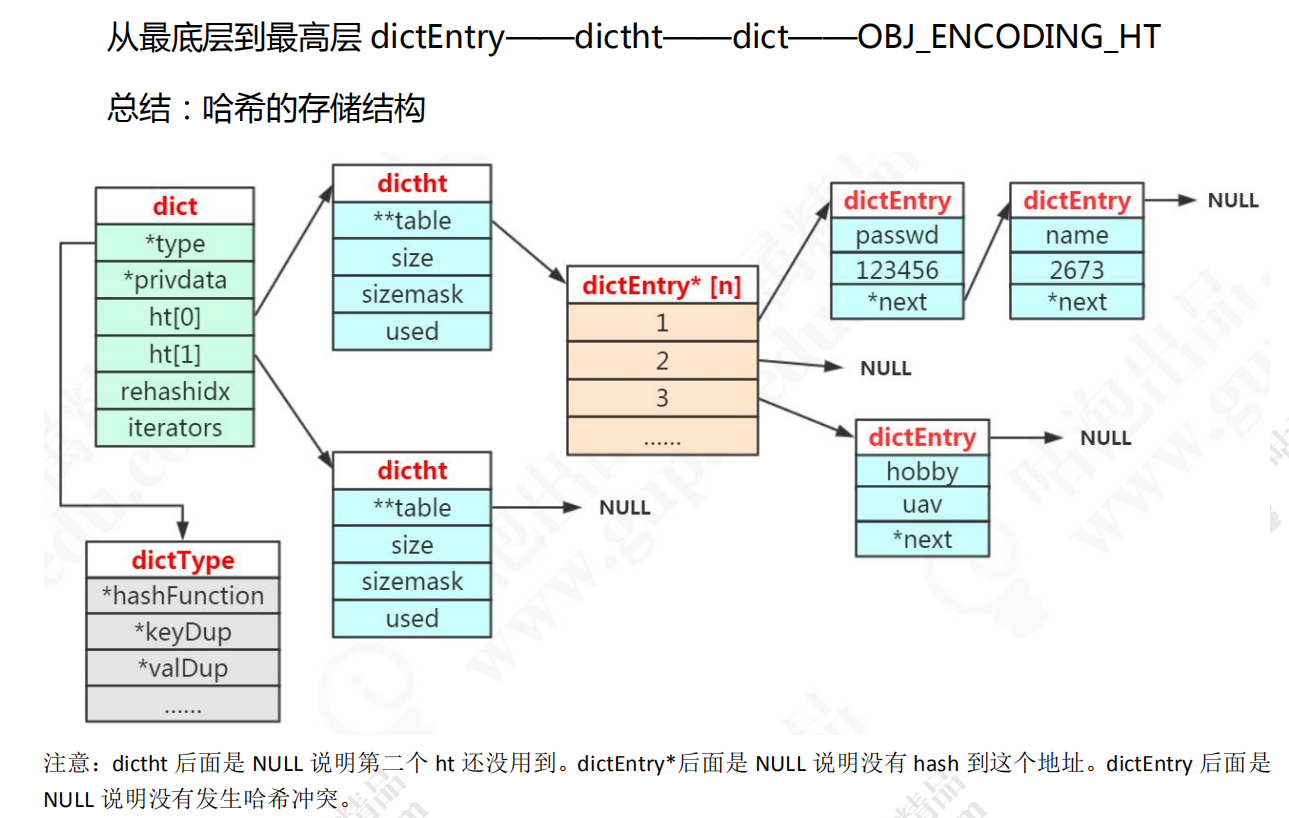 从最底层到最高层 dictEntry——dictht——dict——OBJ_ENCODING_HT
总结：哈希的存储结构
dict
*type
*privdata
ht[0]
ht[1]
rehashidx
iterators
dictType
*hashFunction
*keyDup
*valDup
......
dictht
**table
size
sizemask
used
dictht
**table
size
sizemask
used
NULL
dictEntry* [n]
1
2
3
......
dictEntry
passwd
123456
*next
dictEntry
name
2673
*next
NULL
NULL
dictEntry
hobby
uav
*next
NULL
注意：dictht 后面是 NULL 说明第二个 ht 还没用到。dictEntry*后面是 NULL 说明没有 hash 到这个地址。dictEntry 后面是
NULL 说明没有发生哈希冲突。